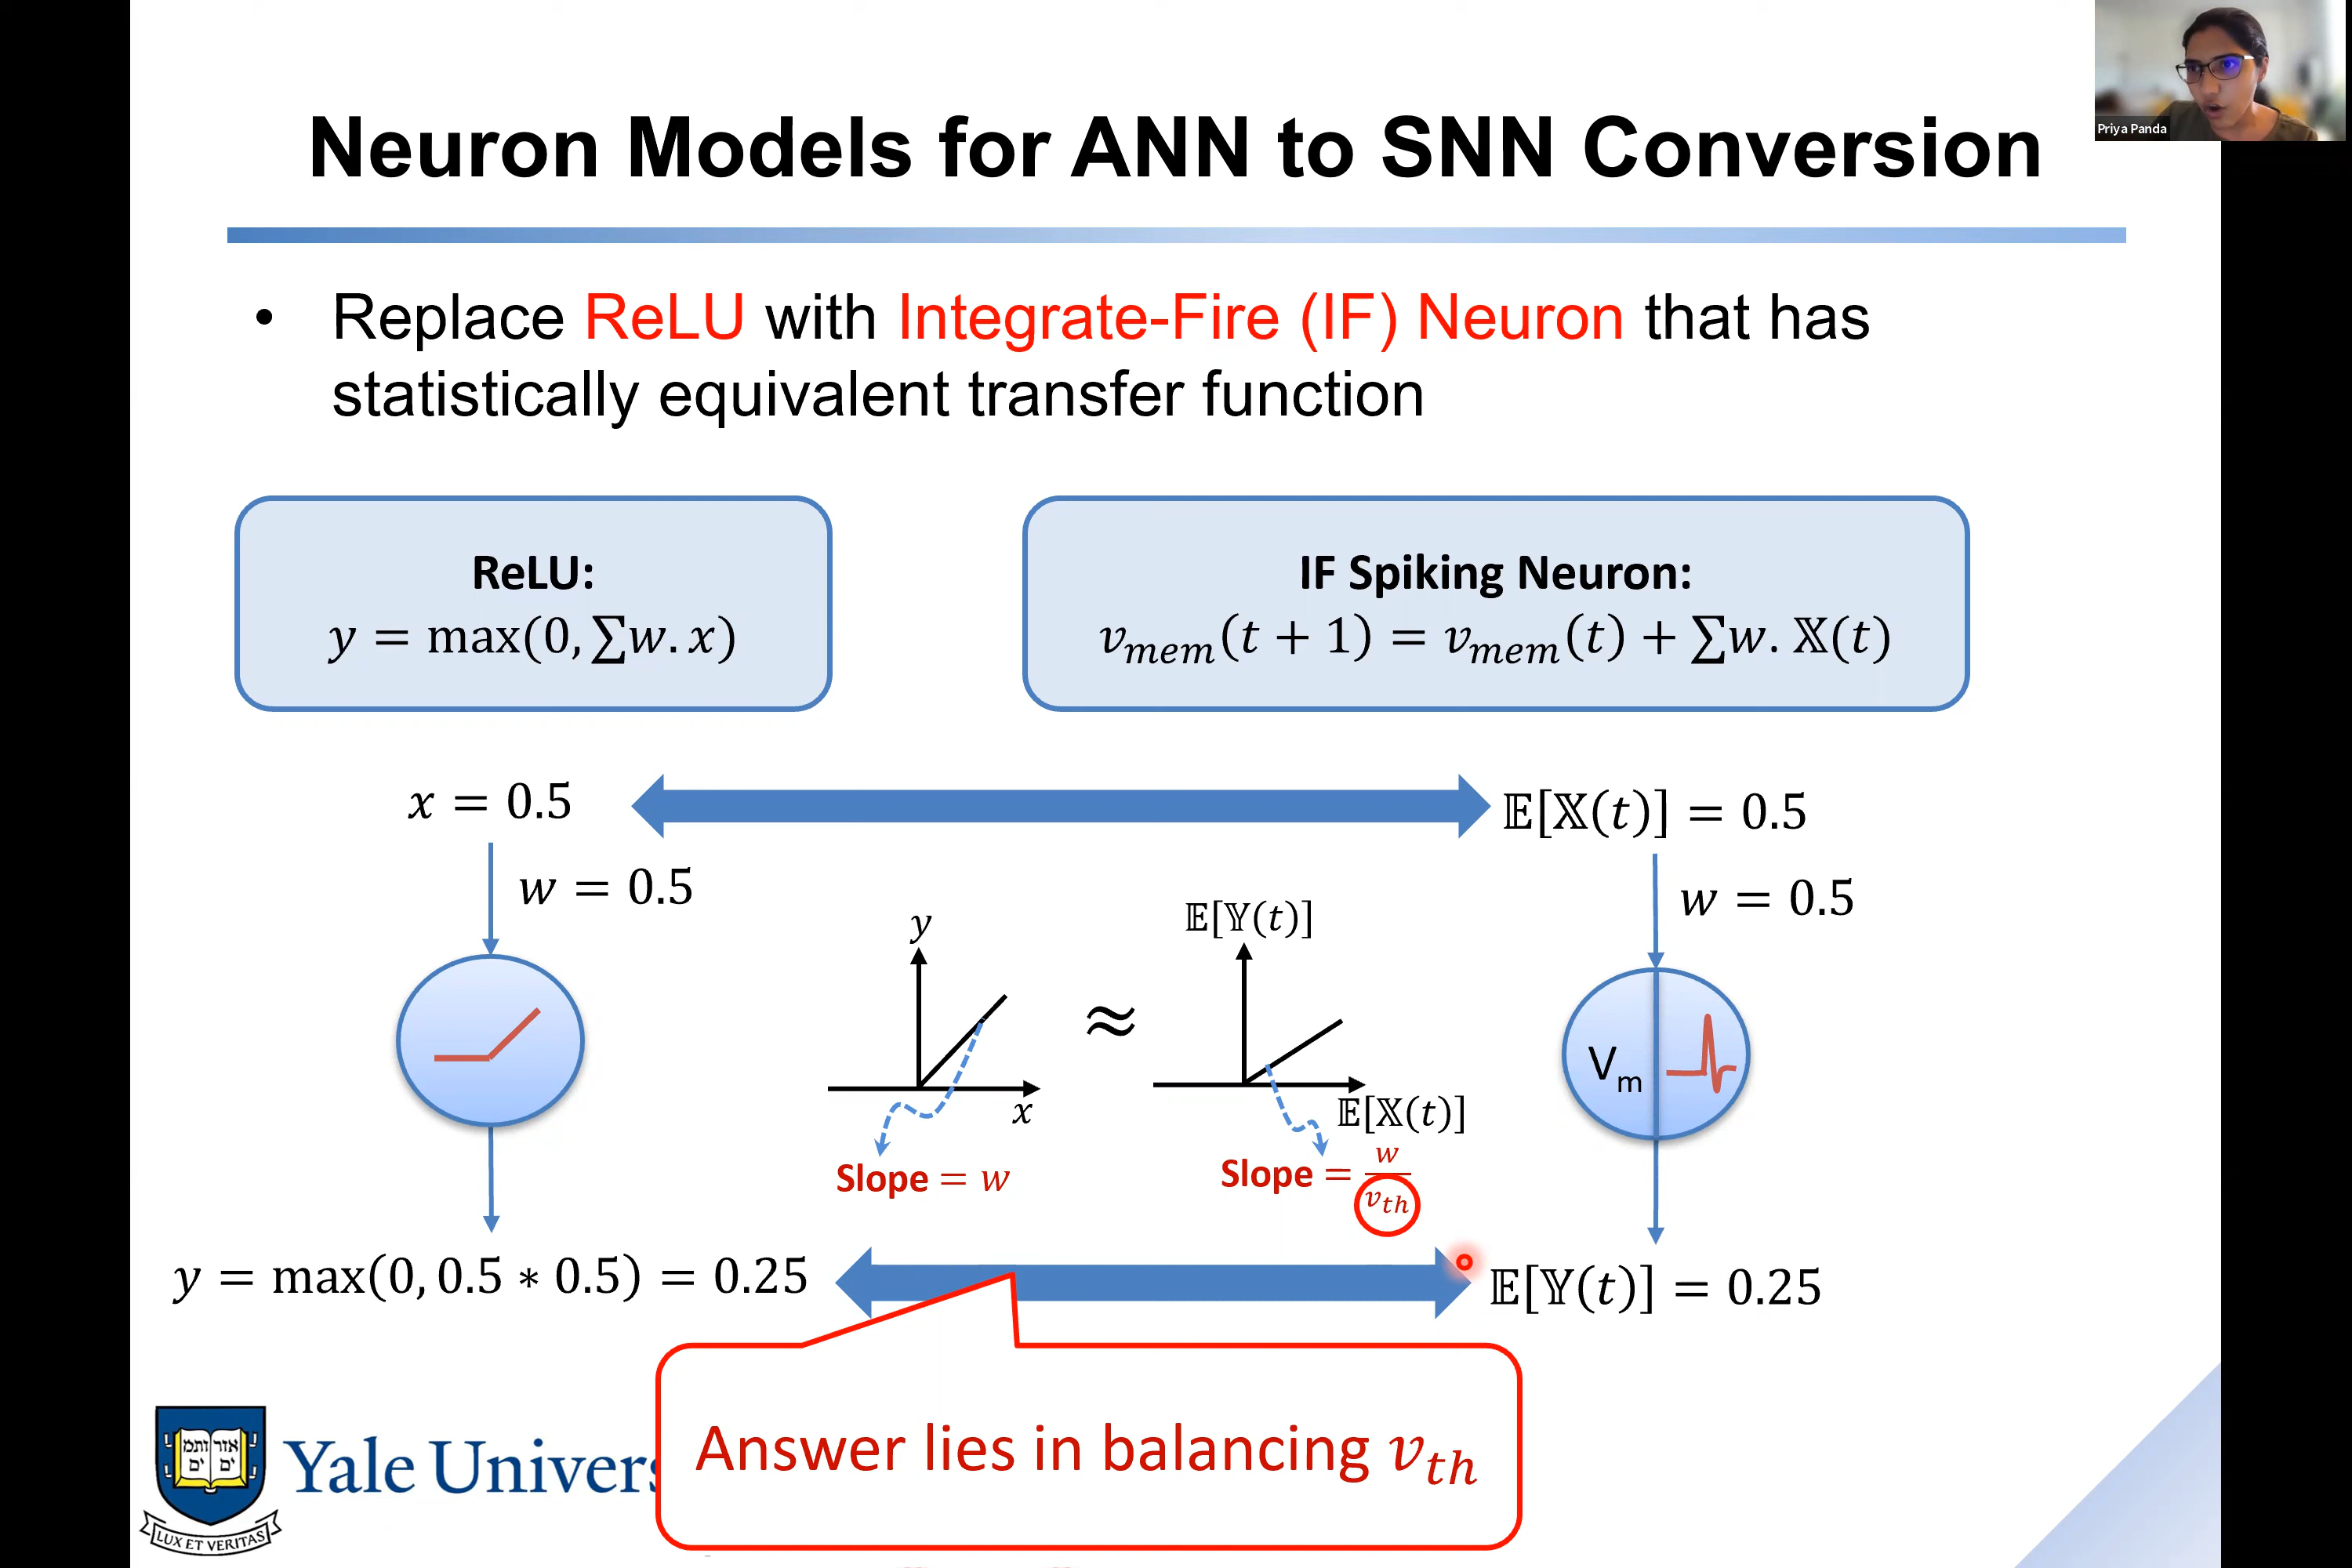 Priya Panda
Neuron Models for ANN to SNN Conversion
• Replace ReLU with Integrate-Fire (IF) Neuron that has
statistically equivalent transfer function
ReLU:
y = max(0, ∑w. x)
IF Spiking Neuron:
v_mem(t + 1) = v_mem(t) + ∑w. 𝕏(t)
x = 0.5
𝔼[𝕏(t)] = 0.5
w = 0.5
w = 0.5
y
𝔼[𝕐(t)]
≈
x
𝔼[𝕏(t)]
V_m
Slope = w
Slope = w/v_th
y = max(0, 0.5 ∗ 0.5) = 0.25
𝔼[𝕐(t)] = 0.25
Answer lies in balancing v_th
Yale Univers
LUX ET VERITAS